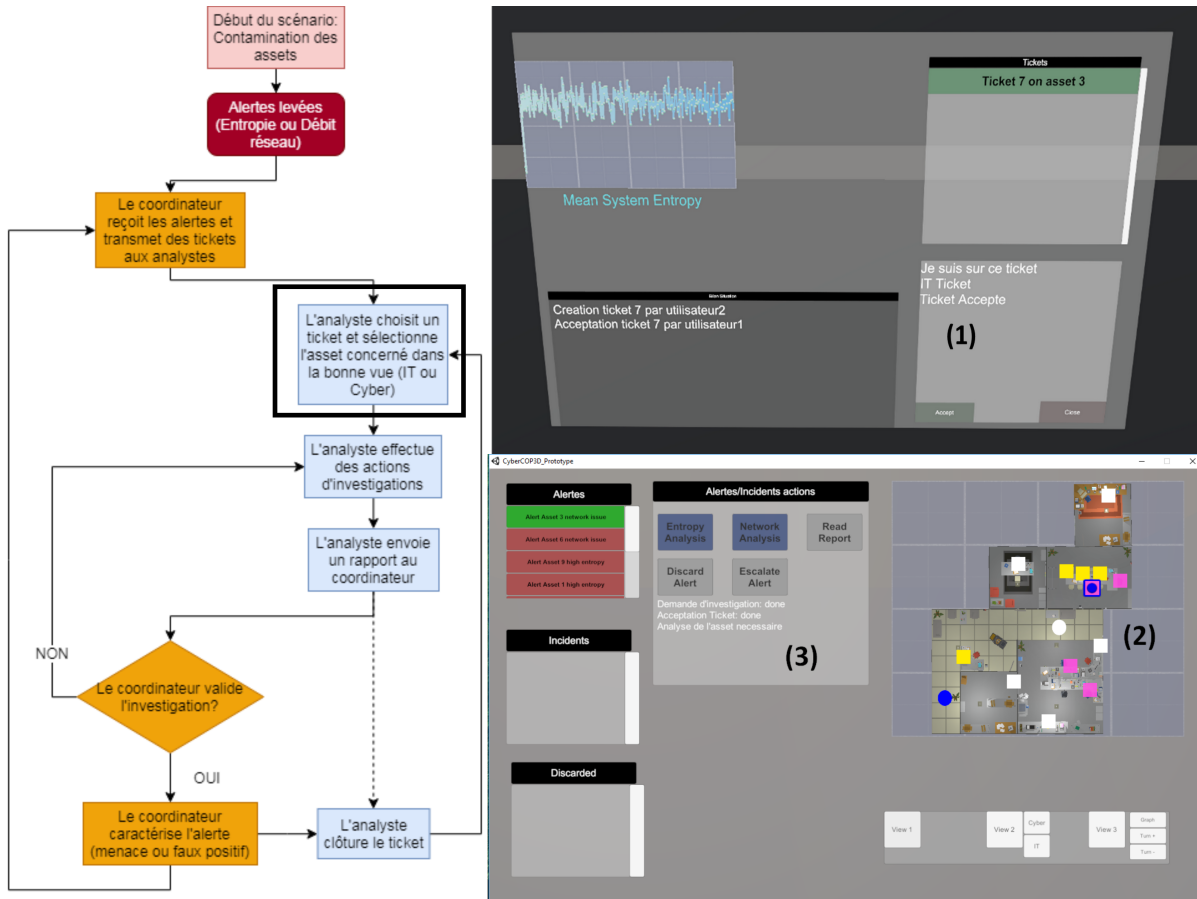 Début du scénario:
Contamination des
assets
Alertes levées
(Entropie ou Débit
réseau)
Le coordinateur
reçoit les alertes et
transmet des tickets
aux analystes
L'analyste choisit un
ticket et sélectionne
l'asset concerné dans
la bonne vue (IT ou
Cyber)
L'analyste effectue
des actions
d'investigations
L'analyste envoie
un rapport au
coordinateur
NON
Le coordinateur valide
l'investigation?
OUI
Le coordinateur
caractérise l'alerte
(menace ou faux positif)
L'analyste
clôture le ticket
Mean System Entropy
Tickets
Ticket 7 on asset 3
Bilan Situation
Creation ticket 7 par utilisateur2
Acceptation ticket 7 par utilisateur1
Je suis sur ce ticket
IT Ticket
Ticket Accepte
(1)
Accept
Close
CyberCOP3D_Prototype
Alertes
Alert Asset 3 network issue
Alert Asset 6 network issue
Alert Asset 9 high entropy
Alert Asset 1 high entropy
Incidents
Discarded
Alertes/Incidents actions
Entropy
Analysis
Network
Analysis
Read
Report
Discard
Alert
Escalate
Alert
Demande d'investigation: done
Acceptation Ticket: done
Analyse de l'asset necessaire
(3)
(2)
View 1
View 2
Cyber
IT
View 3
Graph
Turn +
Turn -